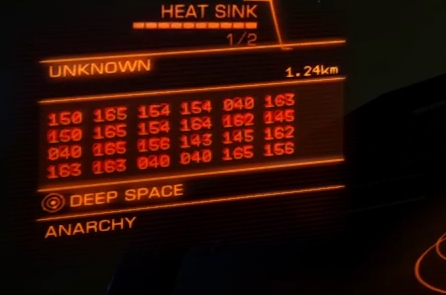 HEAT SINK
1/2
UNKNOWN
1.24km
150 165 154 154 040 163
150 165 154 164 162 145
040 165 156 143 145 162
163 163 040 040 165 156
DEEP SPACE
ANARCHY